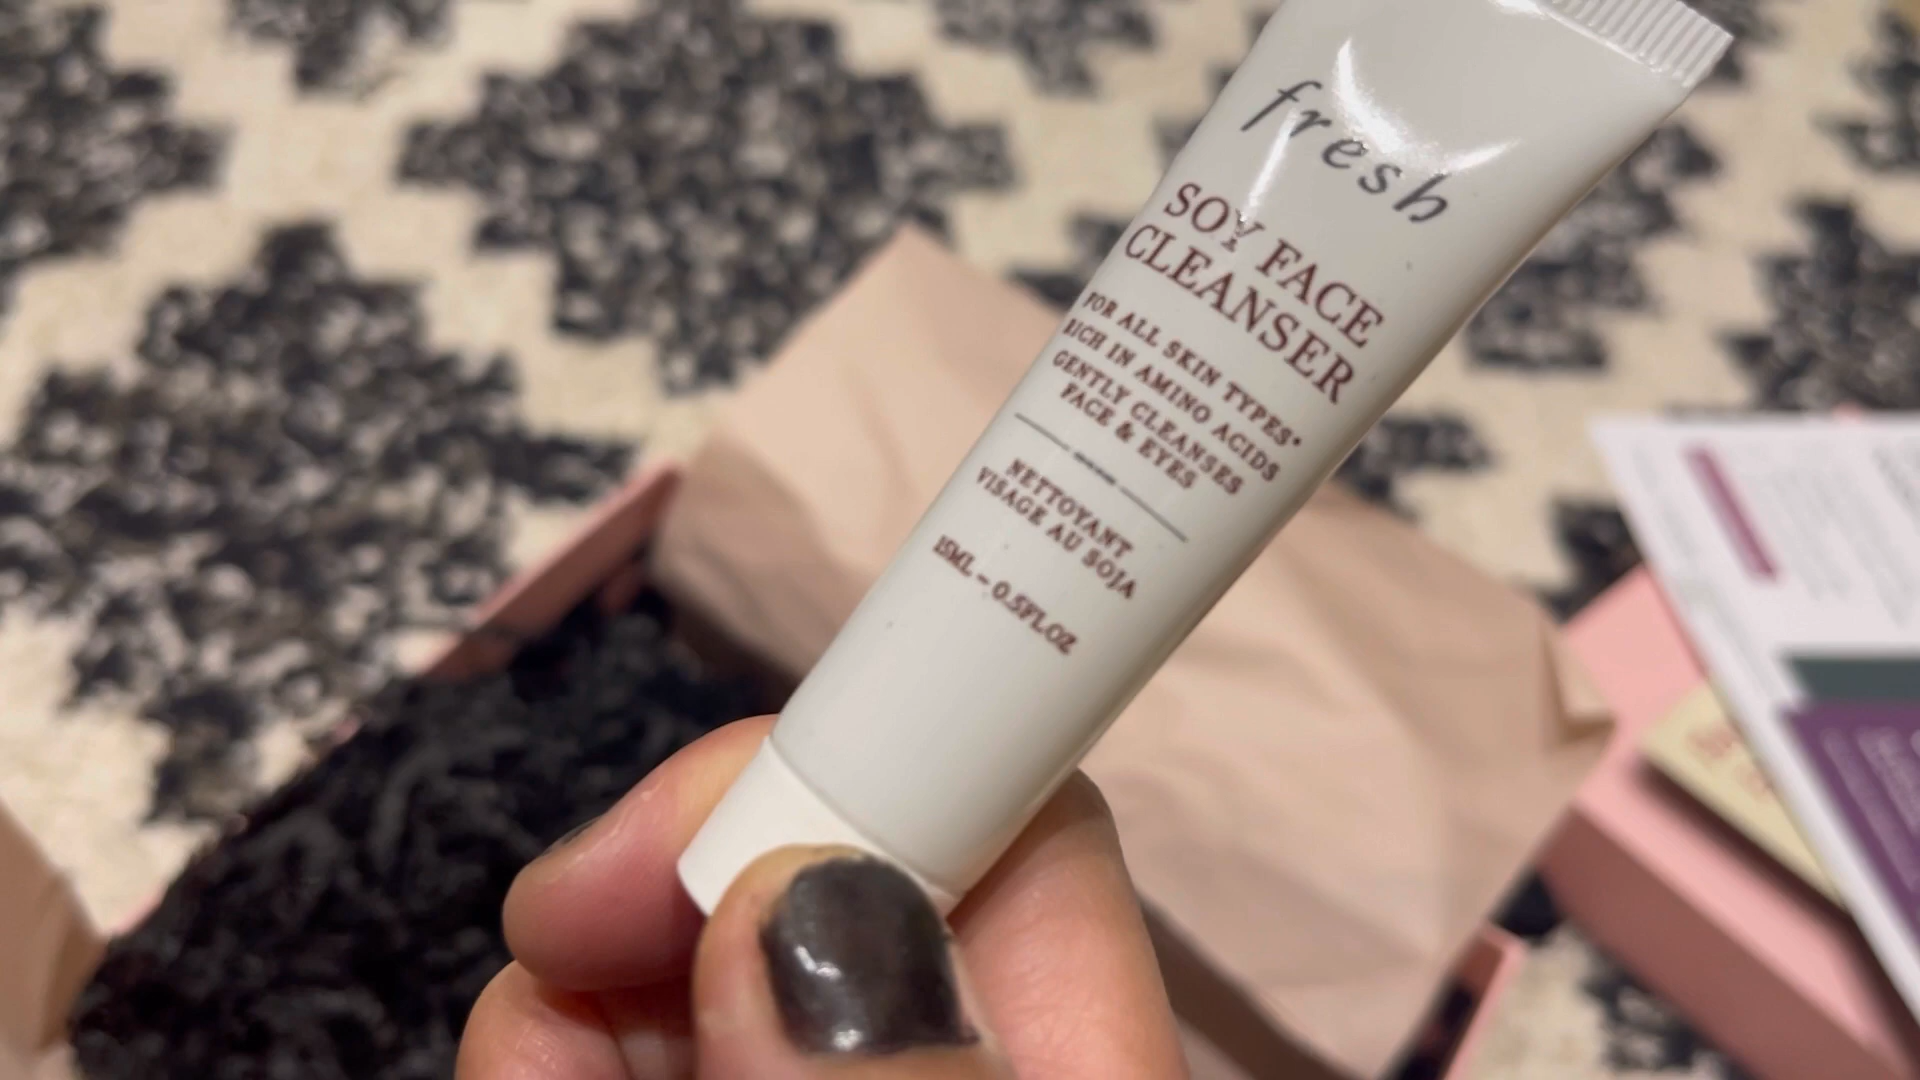 fresh
SOY FACE
CLEANSER
FOR ALL SKIN TYPES*
RICH IN AMINO ACIDS
GENTLY CLEANSES
FACE & EYES
NETTOYANT
VISAGE AU SOJA
15ML - 0.5FL.OZ